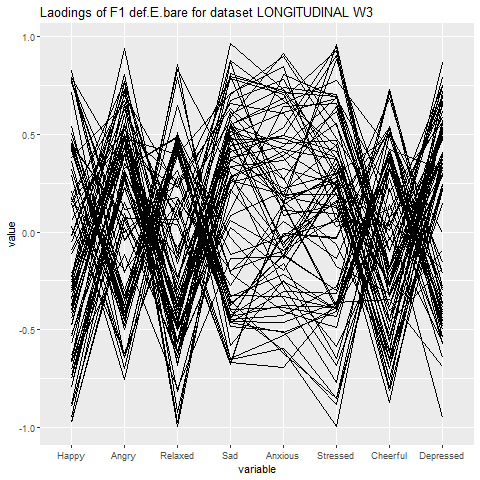 Laodings of F1 def.E.bare for dataset LONGITUDINAL W3
1.0
0.5
0.0
-0.5
-1.0
value
Happy Angry Relaxed Sad Anxious Stressed Cheerful Depressed
variable